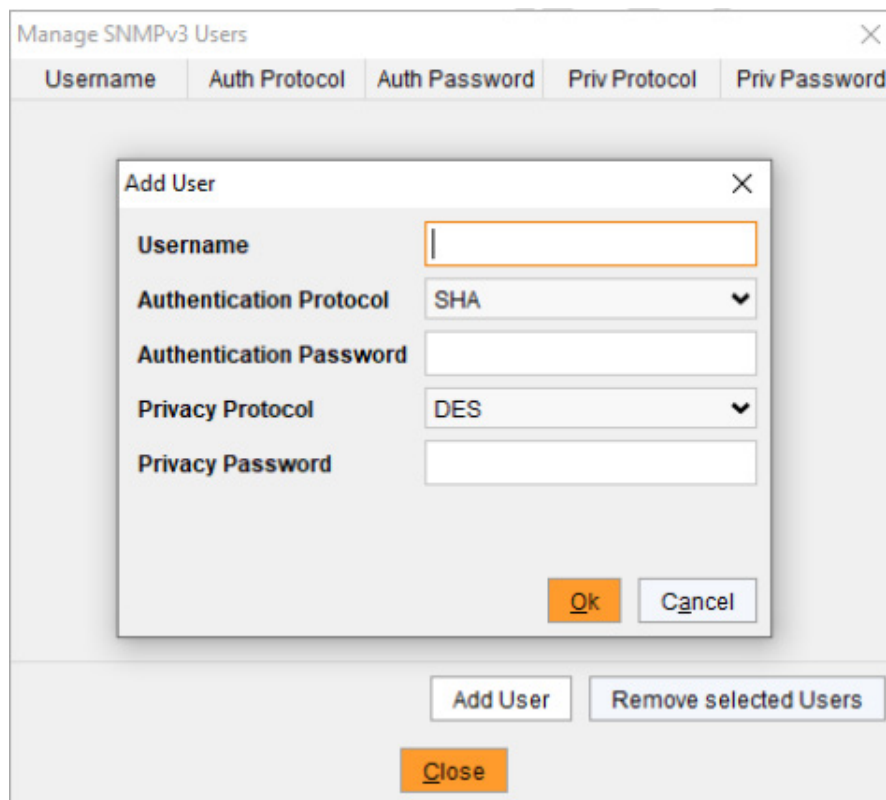 Manage SNMPv3 Users
Username Auth Protocol Auth Password Priv Protocol Priv Password
Add User
Username
Authentication Protocol SHA
Authentication Password
Privacy Protocol DES
Privacy Password
Ok Cancel
Add User Remove selected Users
Close